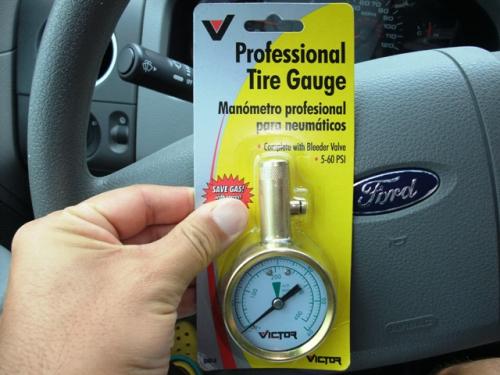 V
Professional
Tire Gauge
Manómetro profesional
para neumáticos
• Complete with Bleeder Valve
• 5-60 PSI
SAVE GAS!
Ford
200
VICTOR
VICTOR